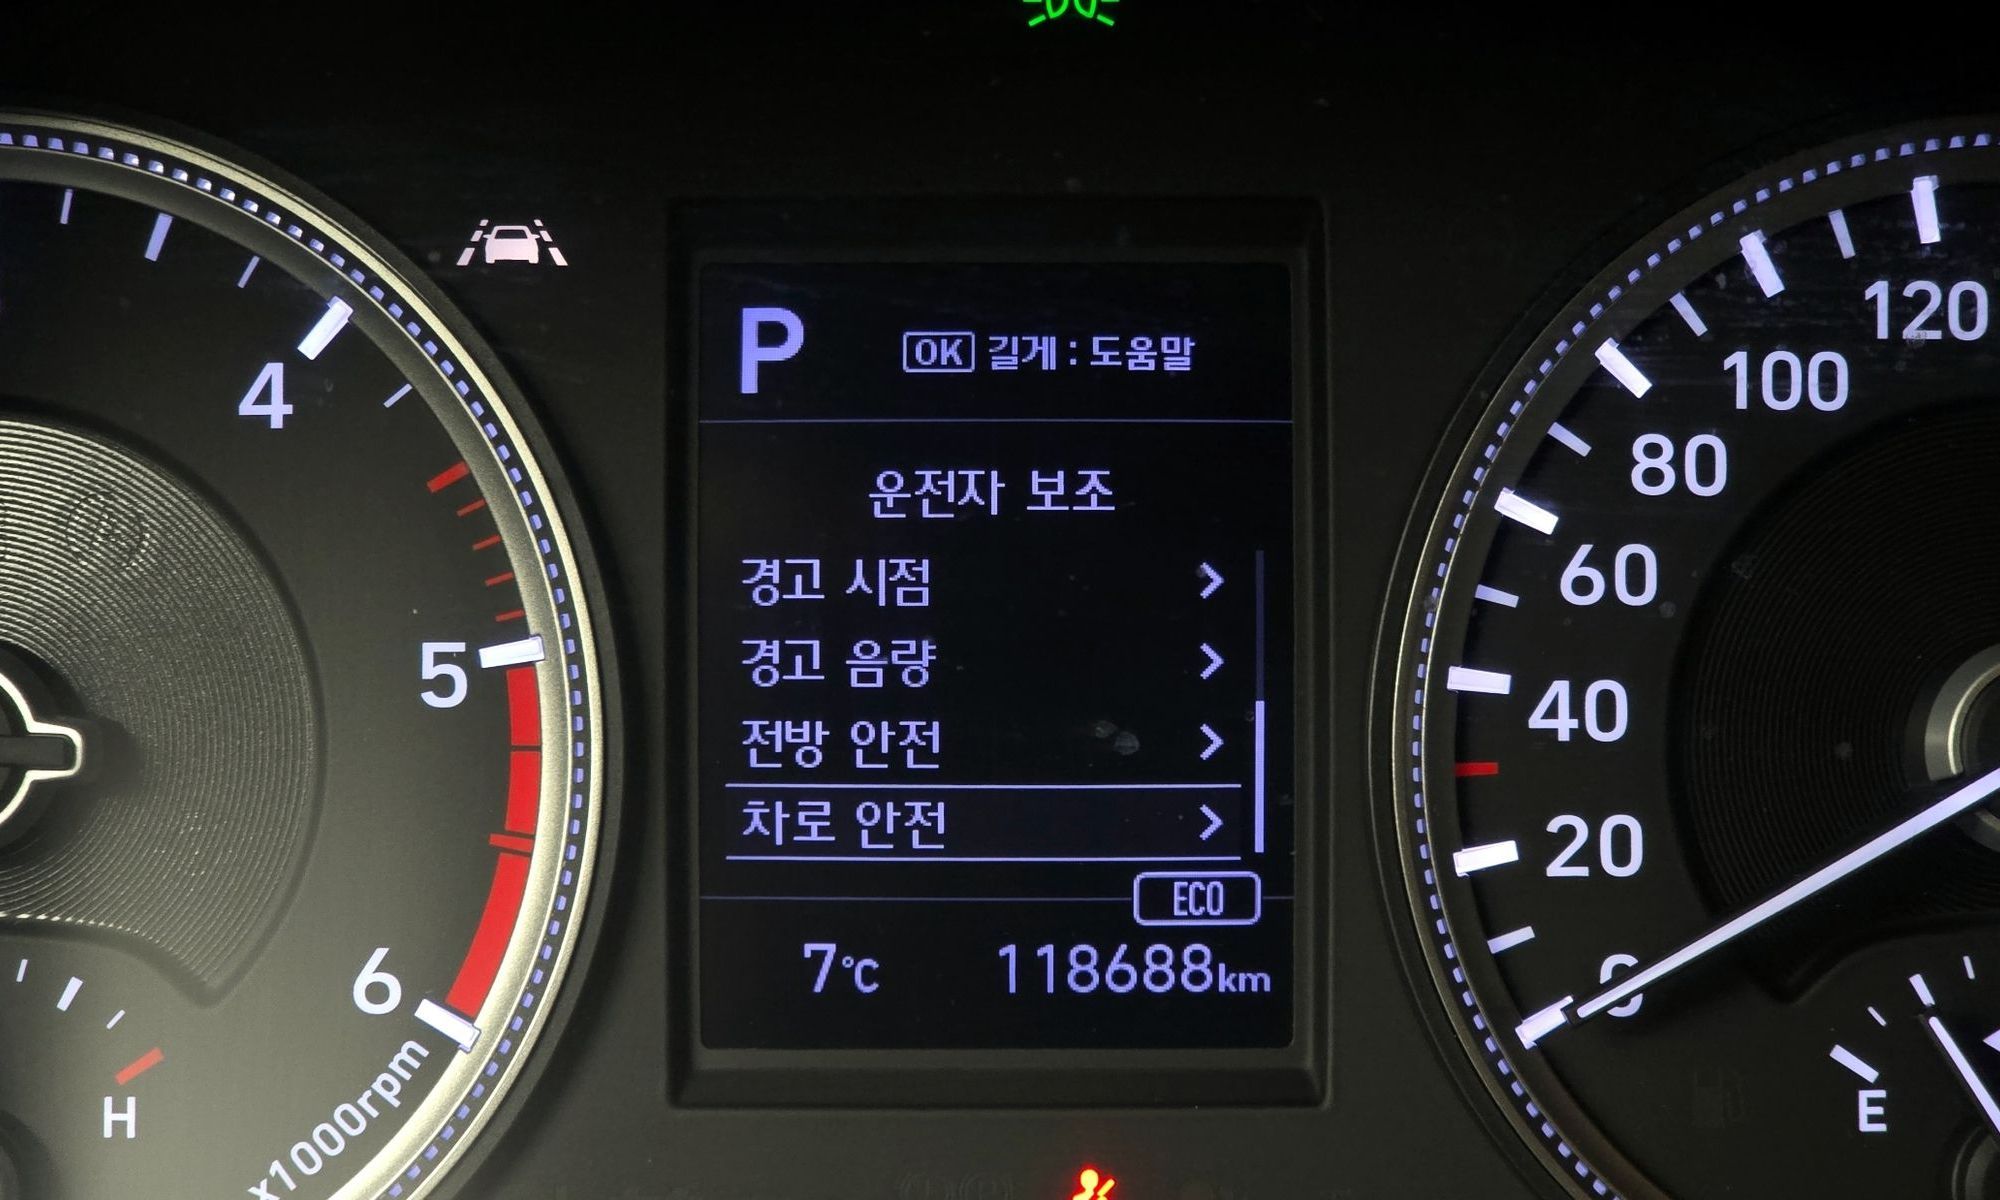 P
OK 길게 : 도움말
운전자 보조
경고 시점
경고 음량
전방 안전
차로 안전
ECO
7℃ 118688km
4
5
6
x1000rpm
H
120
100
80
60
40
20
0
E